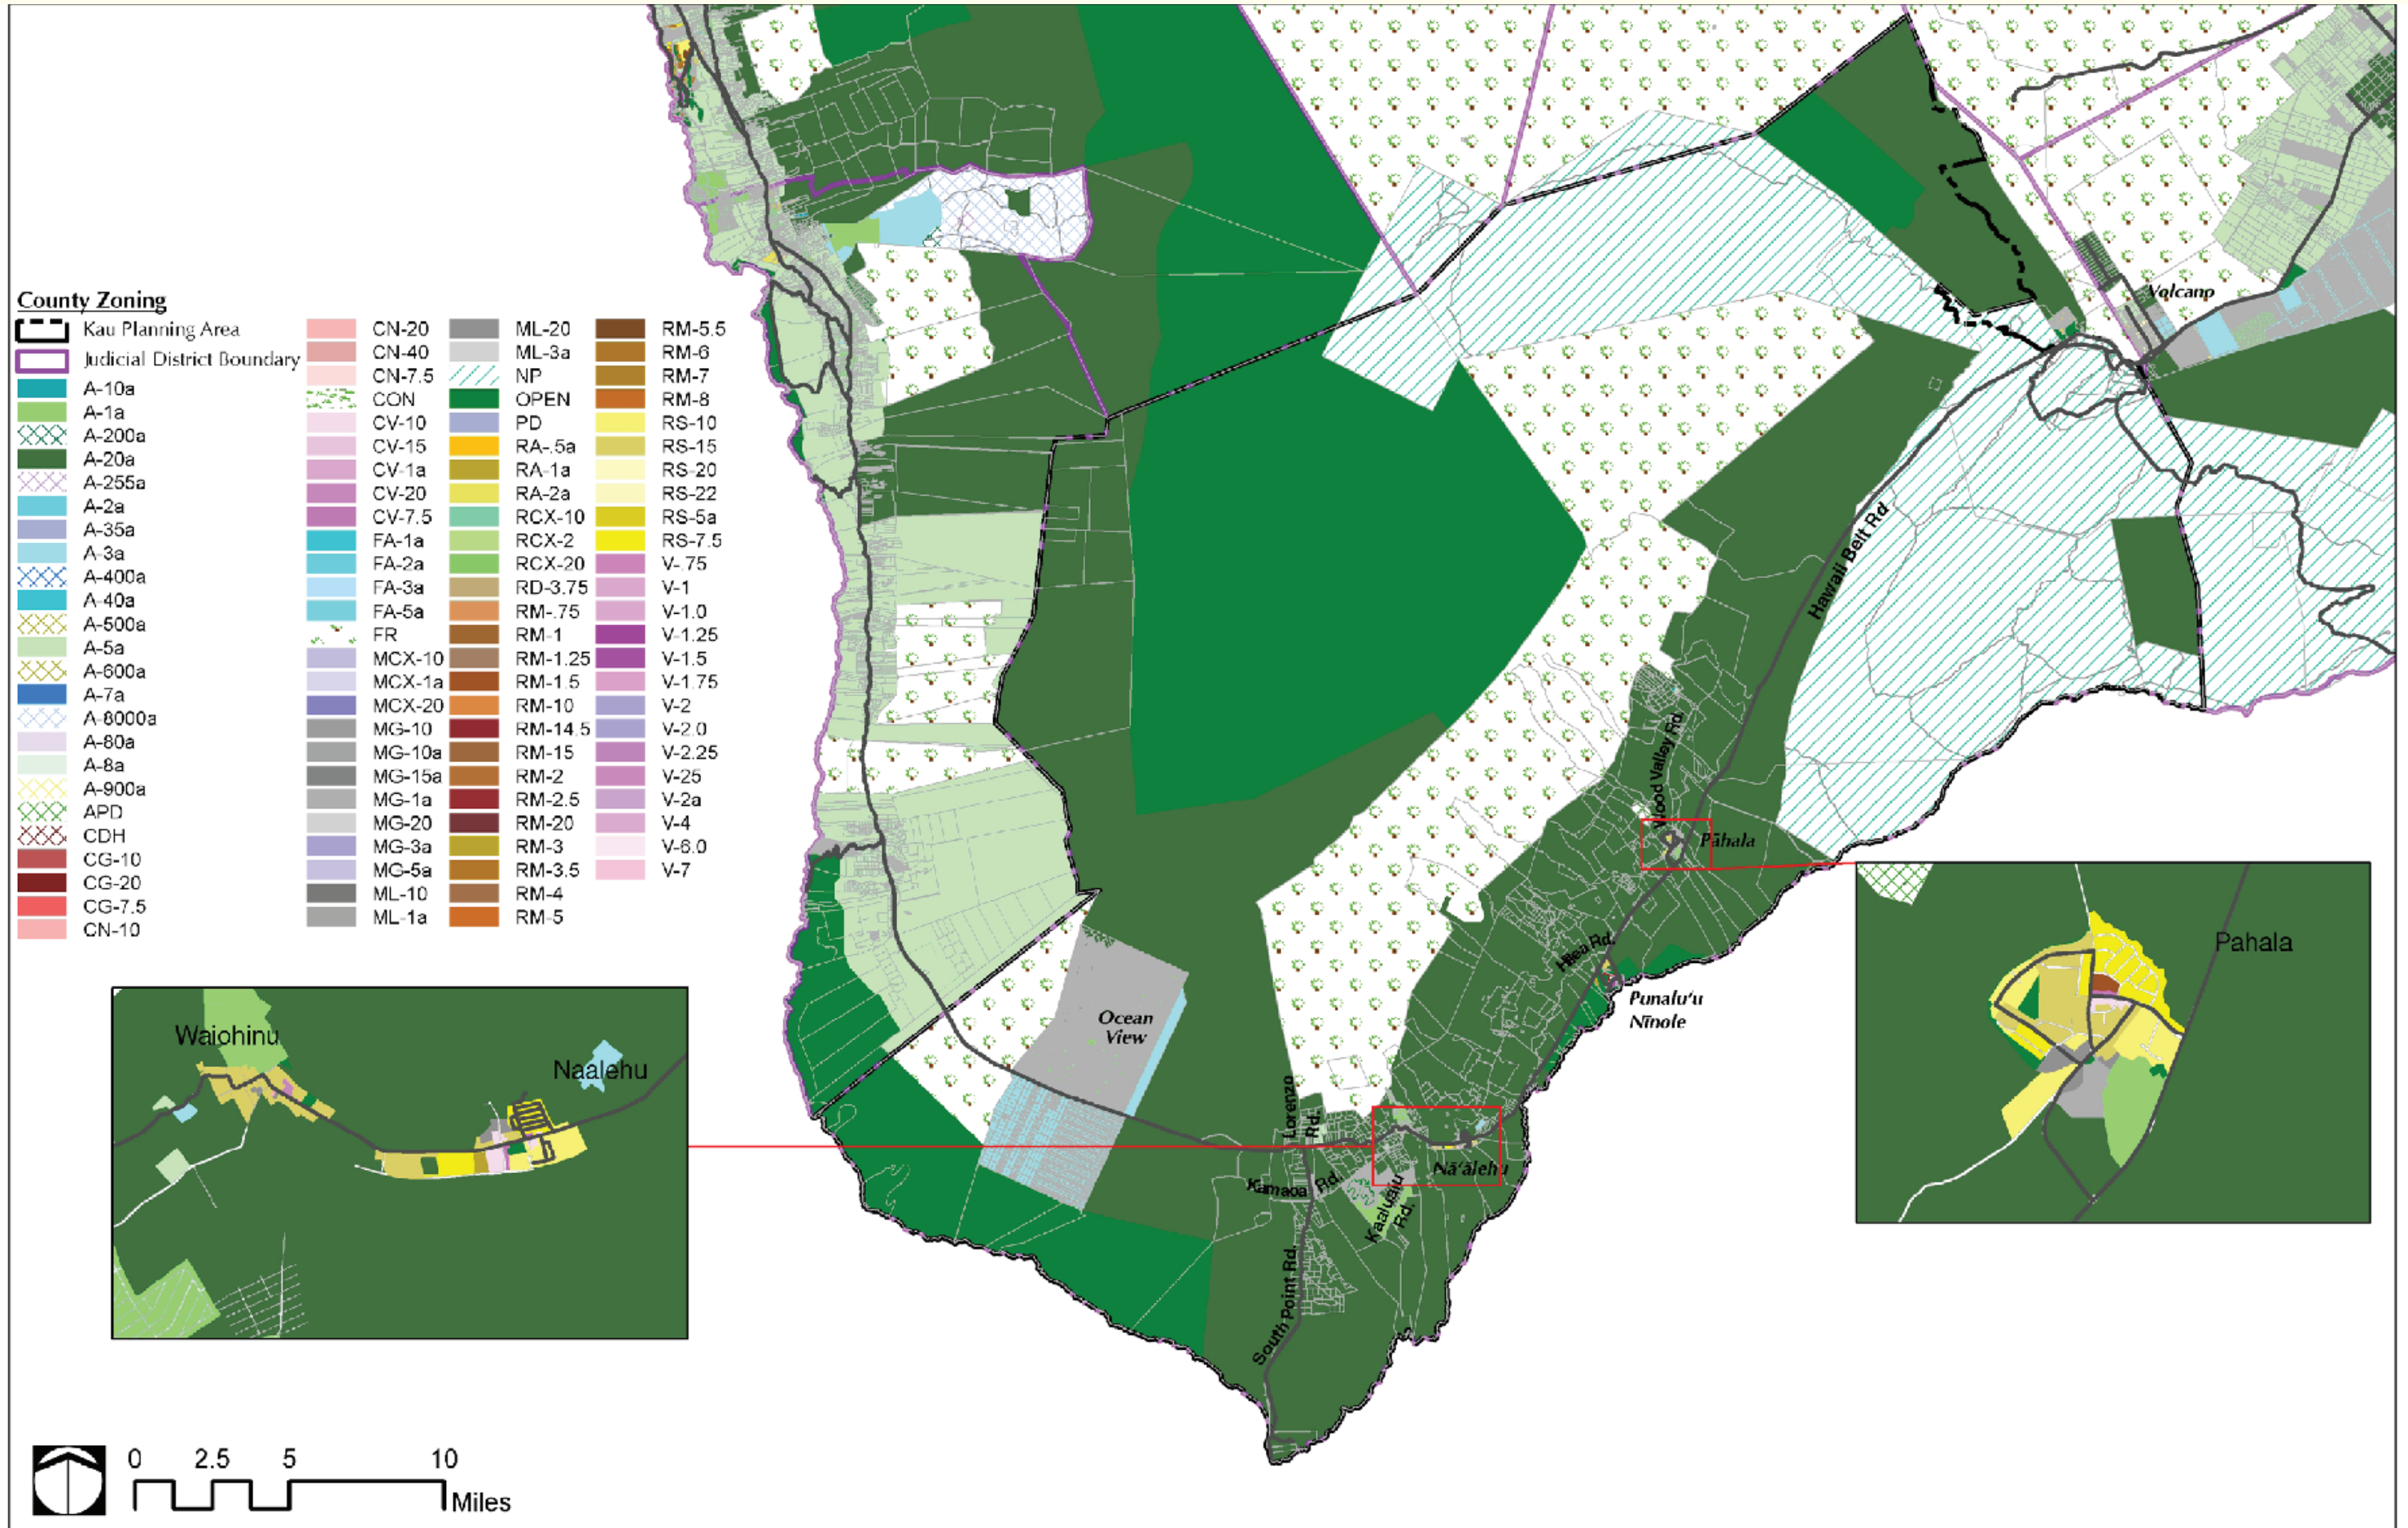 County Zoning
Kau Planning Area
Judicial District Boundary
A-10a
A-1a
A-200a
A-20a
A-255a
A-2a
A-35a
A-3a
A-400a
A-40a
A-500a
A-5a
A-600a
A-7a
A-8000a
A-80a
A-8a
A-900a
APD
CDH
CG-10
CG-20
CG-7.5
CN-10
CN-20
CN-40
CN-7.5
CON
CV-10
CV-15
CV-1a
CV-20
CV-7.5
FA-1a
FA-2a
FA-3a
FA-5a
FR
MCX-10
MCX-1a
MCX-20
MG-10
MG-10a
MG-15a
MG-1a
MG-20
MG-3a
MG-5a
ML-10
ML-1a
ML-20
ML-3a
NP
OPEN
PD
RA-.5a
RA-1a
RA-2a
RCX-10
RCX-2
RCX-20
RD-3.75
RM-.75
RM-1
RM-1.25
RM-1.5
RM-10
RM-14.5
RM-15
RM-2
RM-2.5
RM-20
RM-3
RM-3.5
RM-4
RM-5
RM-5.5
RM-6
RM-7
RM-8
RS-10
RS-15
RS-20
RS-22
RS-5a
RS-7.5
V-.75
V-1
V-1.0
V-1.25
V-1.5
V-1.75
V-2
V-2.0
V-2.25
V-25
V-2a
V-4
V-6.0
V-7
Volcano
Hawaii Belt Rd
Wood Valley Rd.
Pāhala
Hilea Rd.
Punaluʻu
Nīnole
Ocean
View
Lorenzo
Rd.
Kamaoa Rd.
Nāʻālehu
Kaalualu
Rd.
South Point Rd.
Waiohinu
Naalehu
Pahala
0 2.5 5 10
Miles